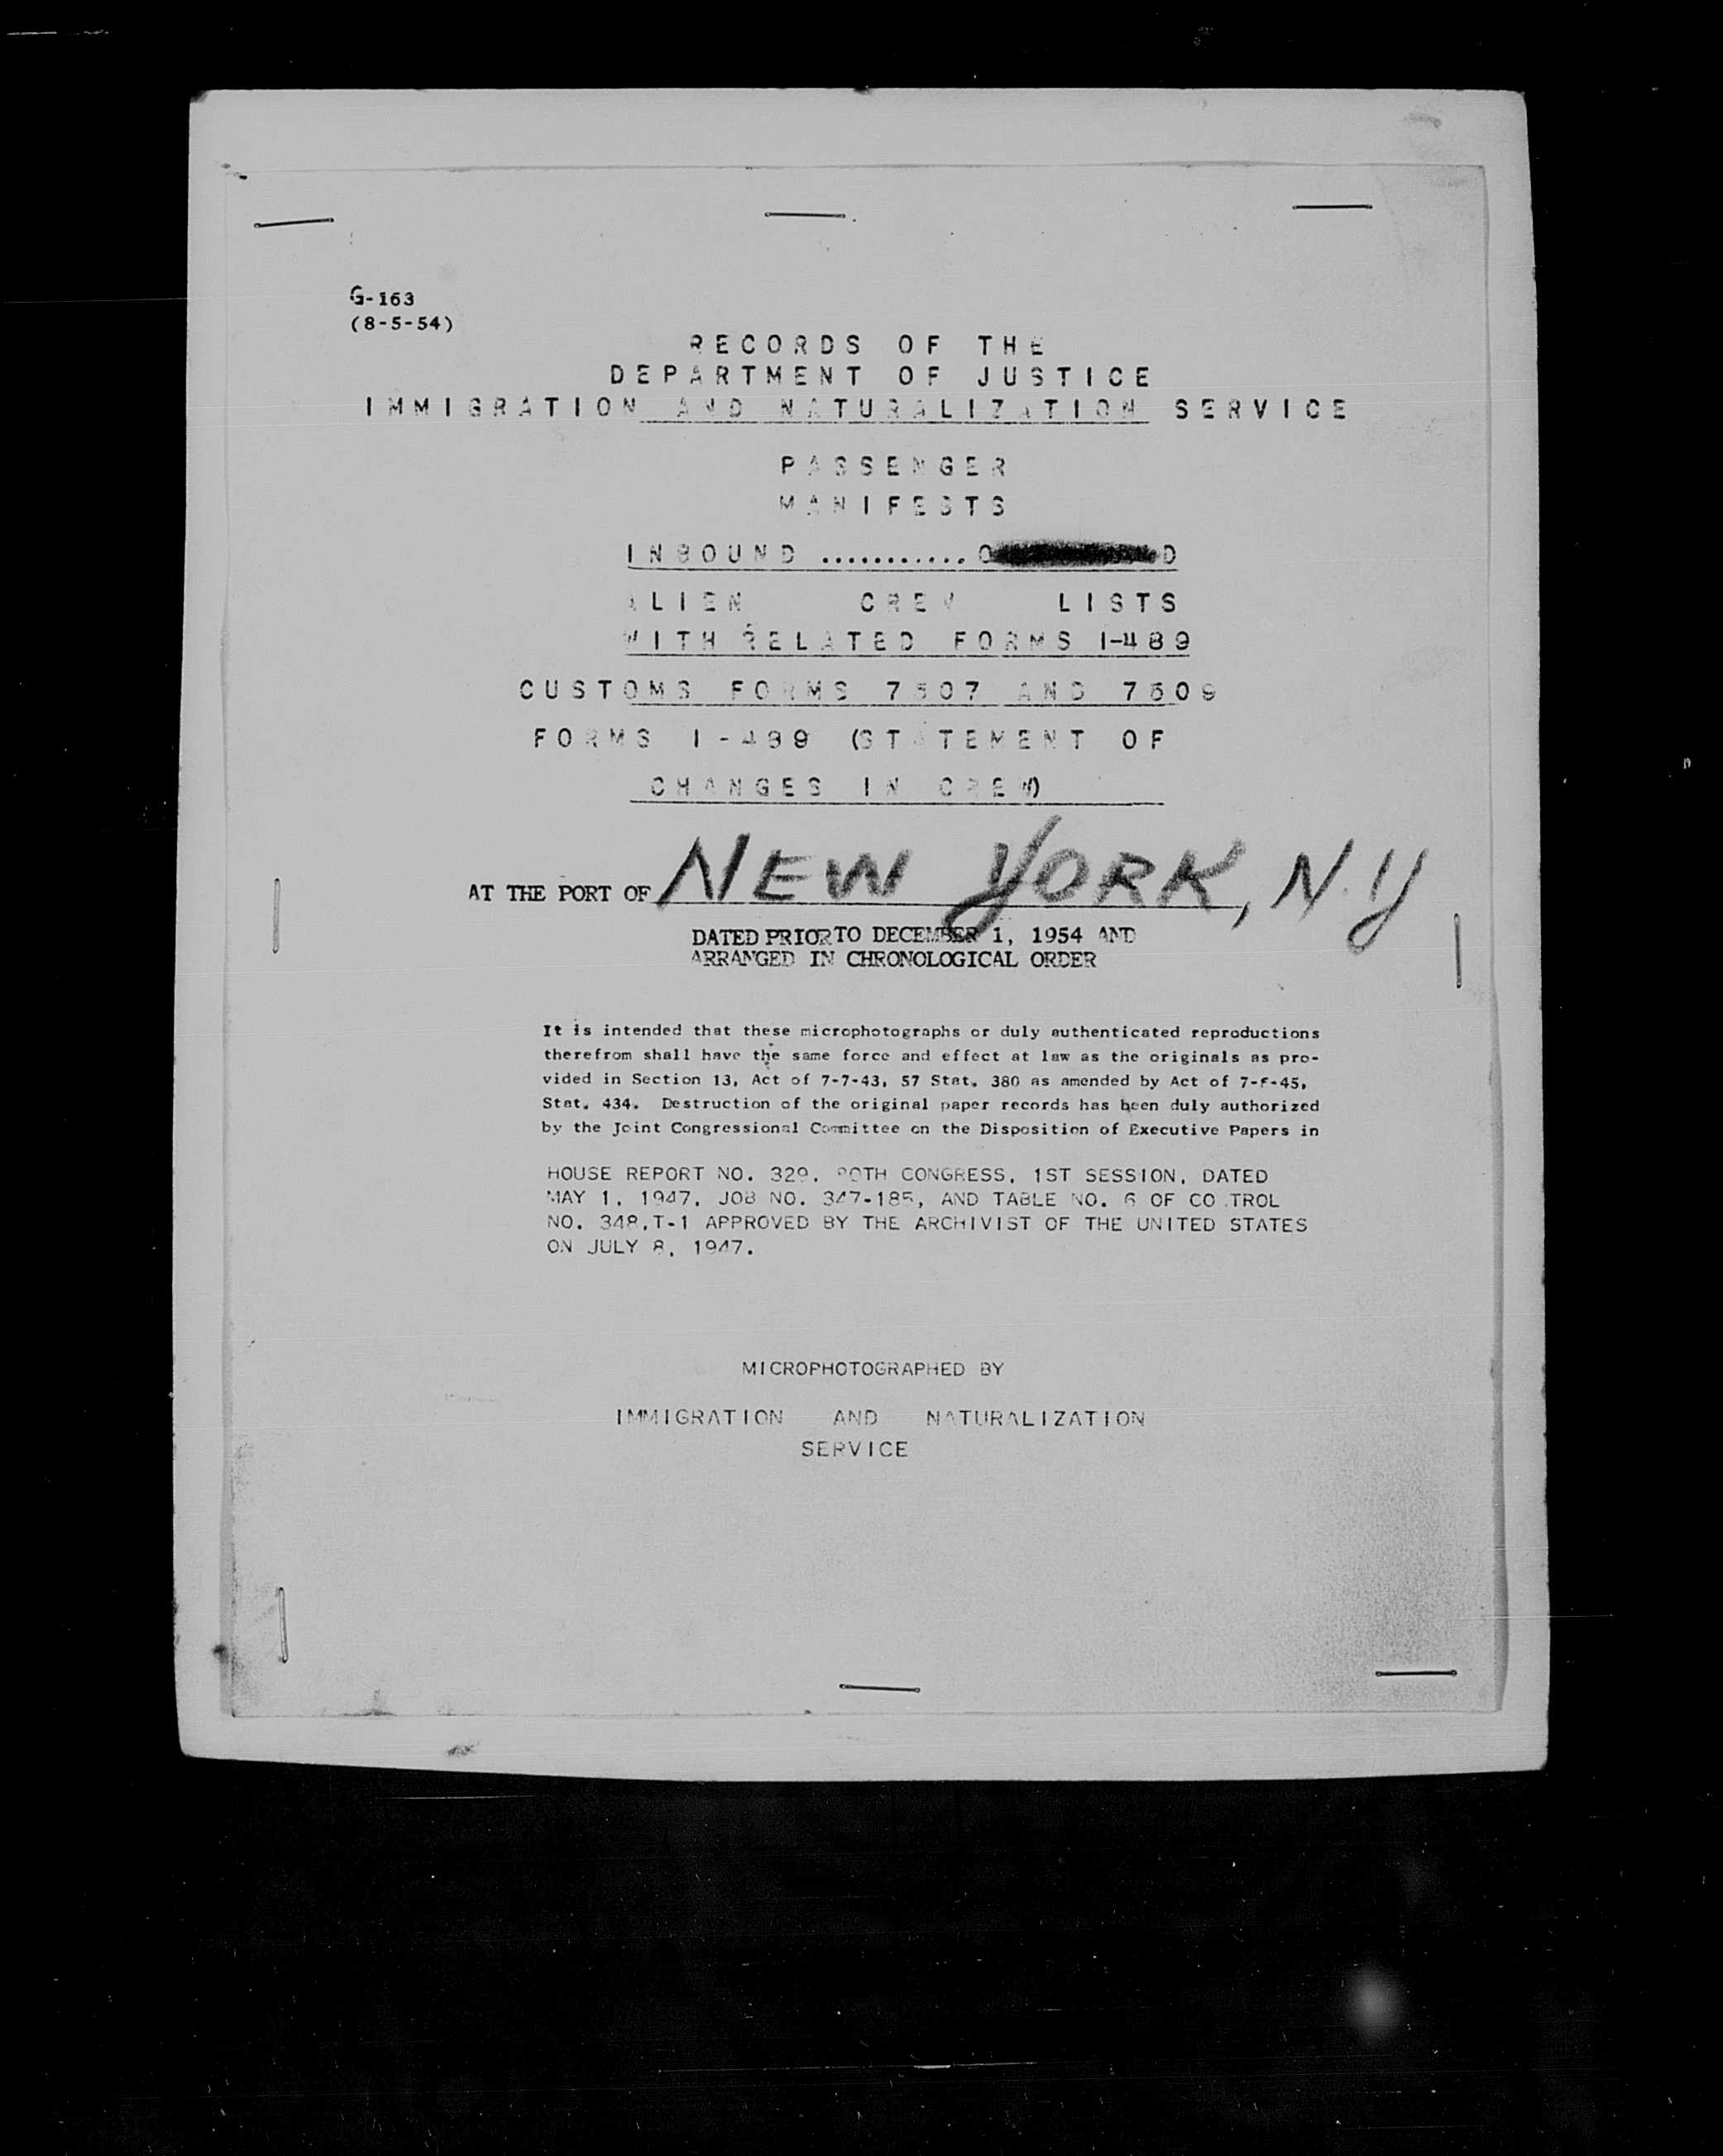 G-163
(8-5-54)
RECORDS OF THE
DEPARTMENT OF JUSTICE
IMMIGRATION AND NATURALIZATION SERVICE
PASSENGER
MANIFESTS
INBOUND ...........
ALIEN CREW LISTS
WITH RELATED FORMS I-489
CUSTOMS FORMS 7507 AND 7509
FORMS I-489 (STATEMENT OF
CHANGES IN CREW)
AT THE PORT OF NEW YORK, N.Y
DATED PRIOR TO DECEMBER 1, 1954 AND
ARRANGED IN CHRONOLOGICAL ORDER
It is intended that these microphotographs or duly authenticated reproductions
therefrom shall have the same force and effect at law as the originals as pro-
vided in Section 13, Act of 7-7-43, 57 Stat. 380 as amended by Act of
Stat. 434. Destruction of the original paper records has been duly authorized
by the Joint Congressional Committee on the Disposition of Executive Papers in
HOUSE REPORT NO. 329, 80TH CONGRESS, 1ST SESSION, DATED
MAY 1, 1947, JOB NO. 347-185, AND TABLE NO. 6 OF CO TROL
NO. 348,T-1 APPROVED BY THE ARCHIVIST OF THE UNITED STATES
ON JULY 8, 1947.
MICROPHOTOGRAPHED BY
IMMIGRATION AND NATURALIZATION
SERVICE